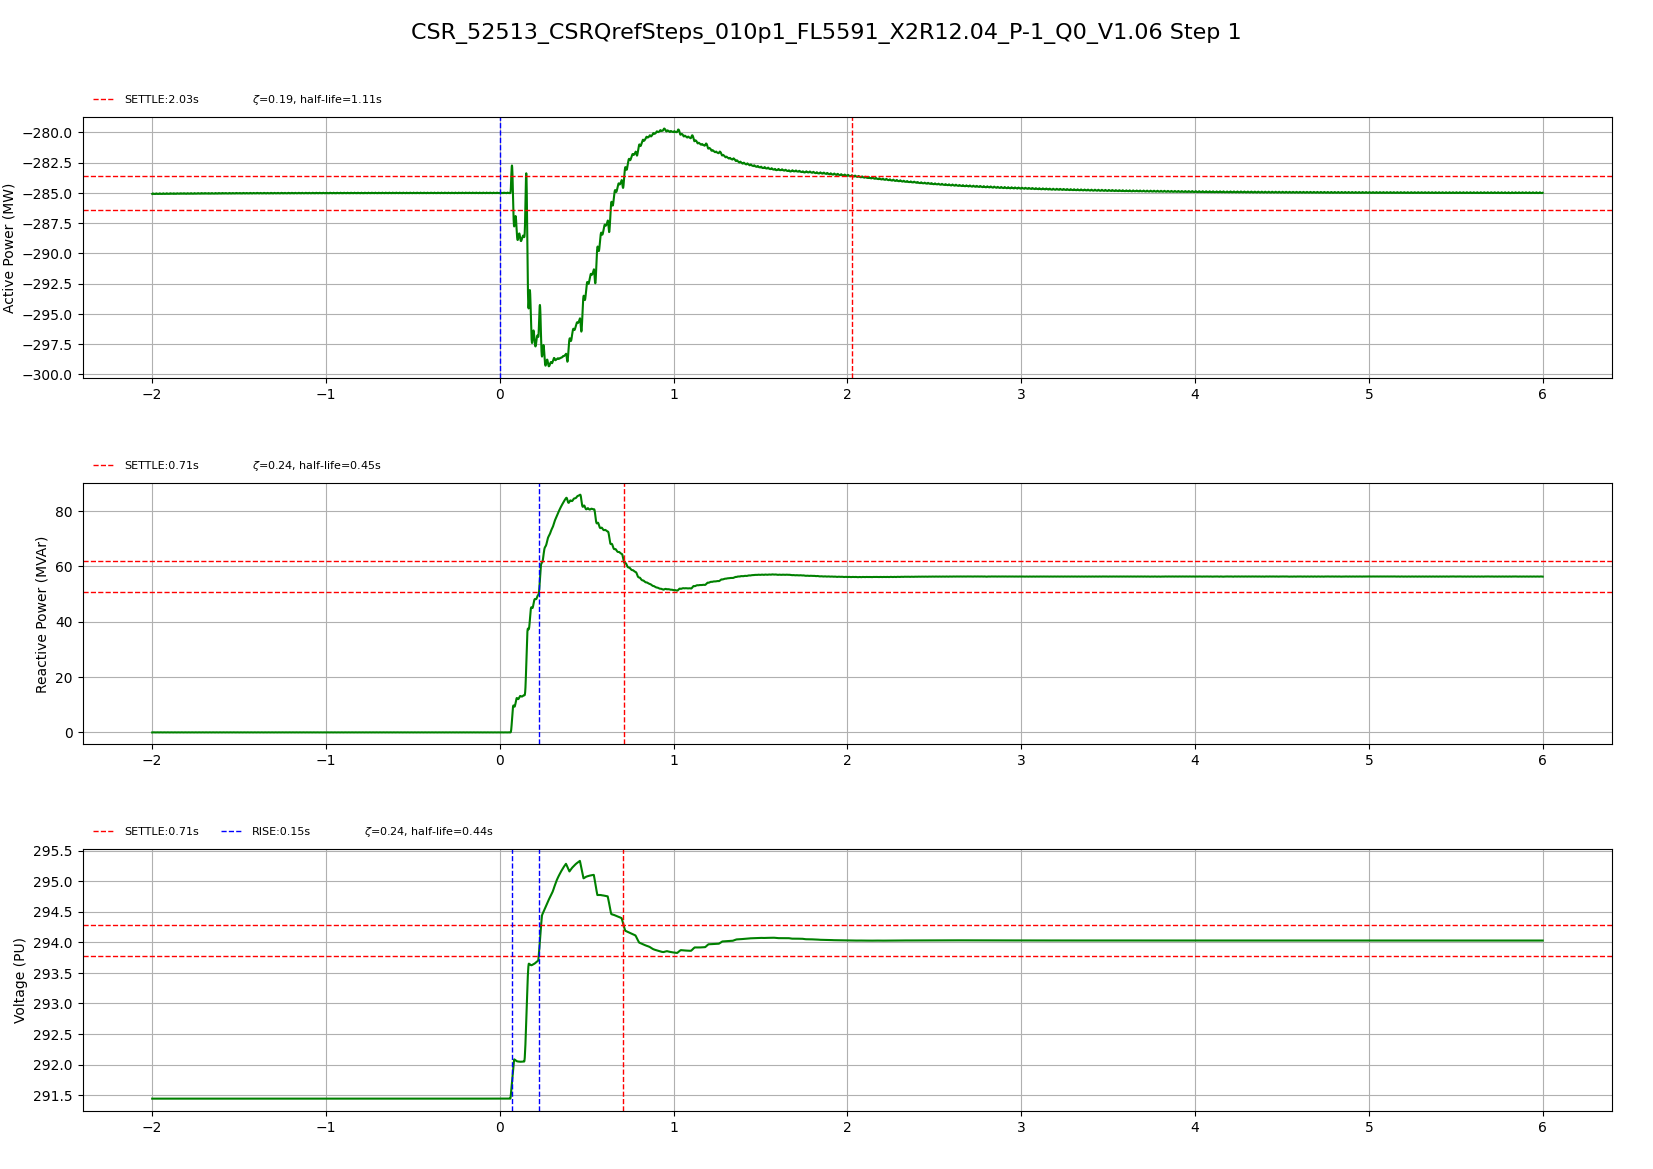 CSR_52513_CSRQrefSteps_010p1_FL5591_X2R12.04_P-1_Q0_V1.06 Step 1
SETTLE:2.03s ζ=0.19, half-life=1.11s
Active Power (MW)
−280.0
−282.5
−285.0
−287.5
−290.0
−292.5
−295.0
−297.5
−300.0
−2 −1 0 1 2 3 4 5 6
SETTLE:0.71s ζ=0.24, half-life=0.45s
Reactive Power (MVAr)
80
60
40
20
0
−2 −1 0 1 2 3 4 5 6
SETTLE:0.71s RISE:0.15s ζ=0.24, half-life=0.44s
Voltage (PU)
295.5
295.0
294.5
294.0
293.5
293.0
292.5
292.0
291.5
−2 −1 0 1 2 3 4 5 6